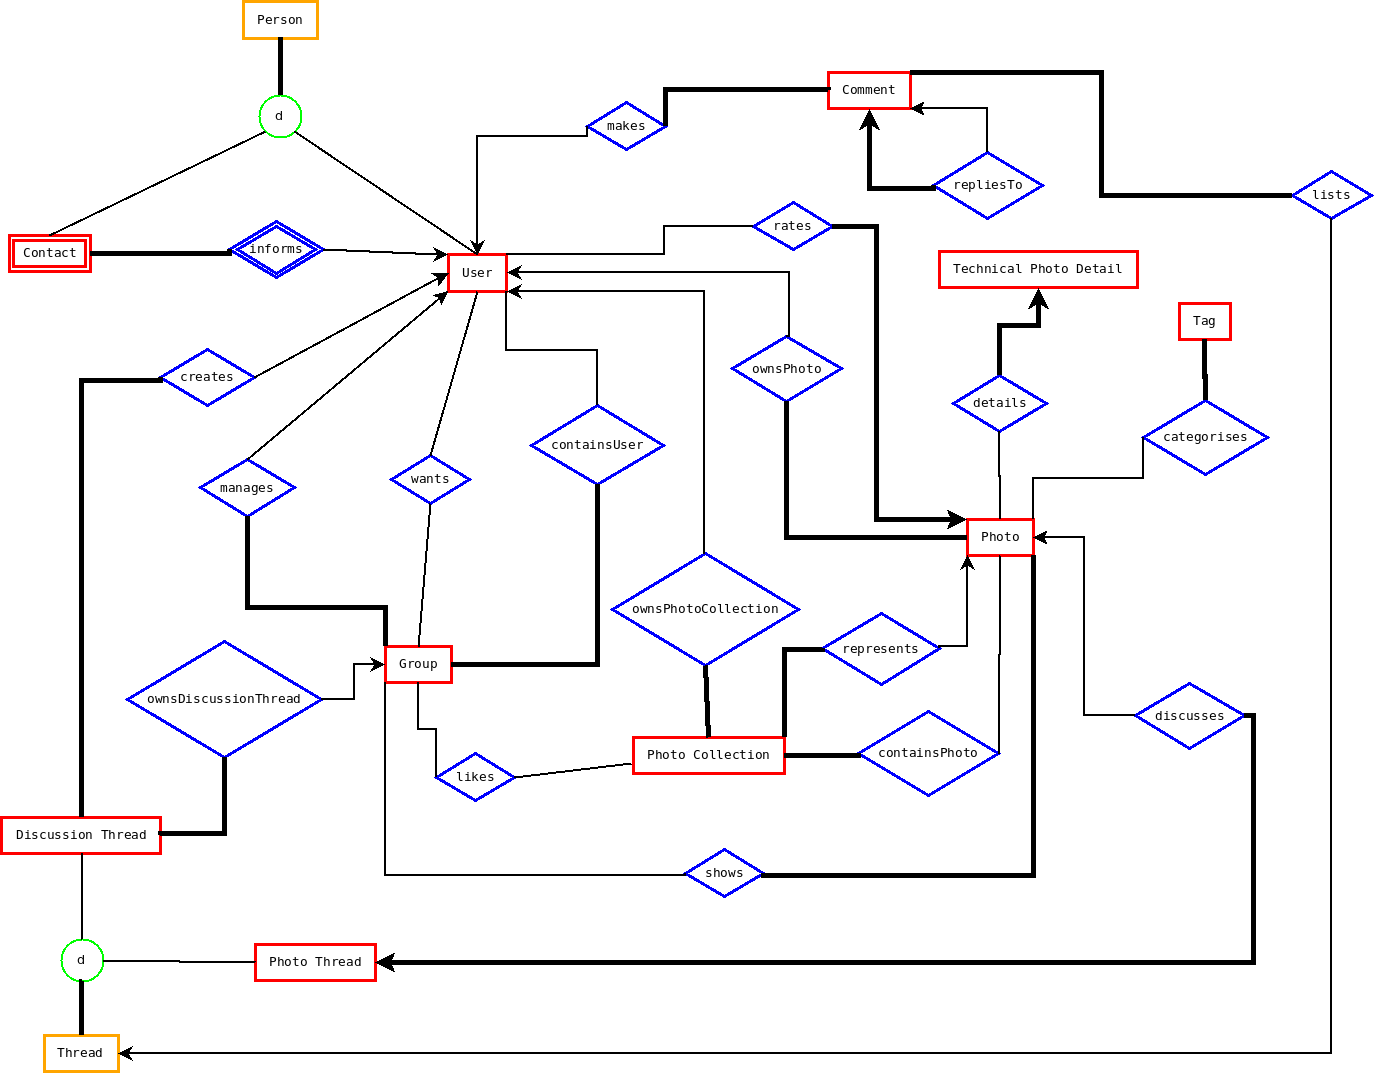 Person
Comment
d
makes
repliesTo
lists
rates
Contact
informs
User
Technical Photo Detail
Tag
ownsPhoto
creates
details
categorises
containsUser
wants
manages
Photo
ownsPhotoCollection
represents
Group
ownsDiscussionThread
discusses
Photo Collection
containsPhoto
likes
Discussion Thread
shows
d
Photo Thread
Thread